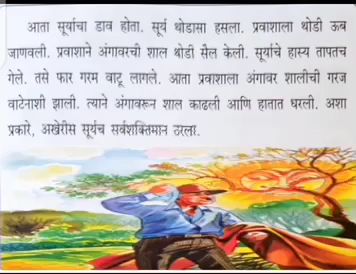 आता सूर्याचा डाव होता. सूर्य थोडासा हसला. प्रवाशाला थोडी ऊब
जाणवली. प्रवाशाने अंगावरची शाल थोडी सैल केली. सूर्याचे हास्य तापतच
गेले. तसे फार गरम वाटू लागले. आता प्रवाशाला अंगावर शालीची गरज
वाटेनाशी झाली. त्याने अंगावरून शाल काढली आणि हातात धरली. अशा
प्रकारे, अखेरीस सूर्यच सर्वशक्तिमान ठरला.